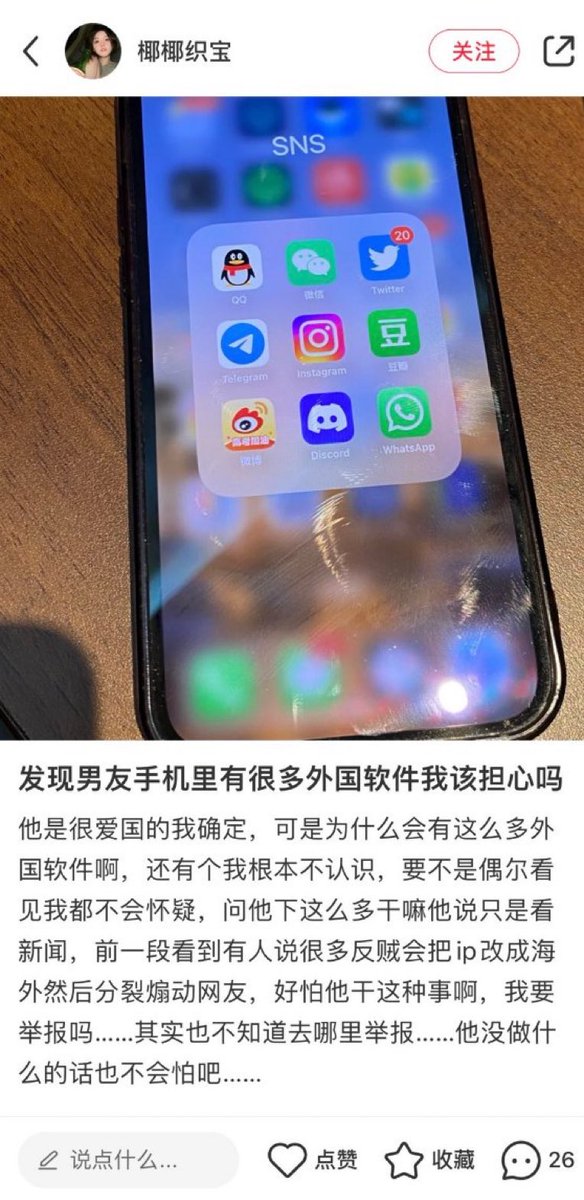 椰椰织宝
关注
SNS
20
QQ
微信
Twitter
Telegram
Instagram
豆
豆瓣
高考加油
微博
Discord
WhatsApp
发现男友手机里有很多外国软件我该担心吗
他是很爱国的我确定，可是为什么会有这么多外
国软件啊，还有个我根本不认识，要不是偶尔看
见我都不会怀疑，问他下这么多干嘛他说只是看
新闻，前一段看到有人说很多反贼会把ip改成海
外然后分裂煽动网友，好怕他干这种事啊，我要
举报吗......其实也不知道去哪里举报......他没做什
么的话也不会怕吧......
说点什么...
点赞
收藏
26